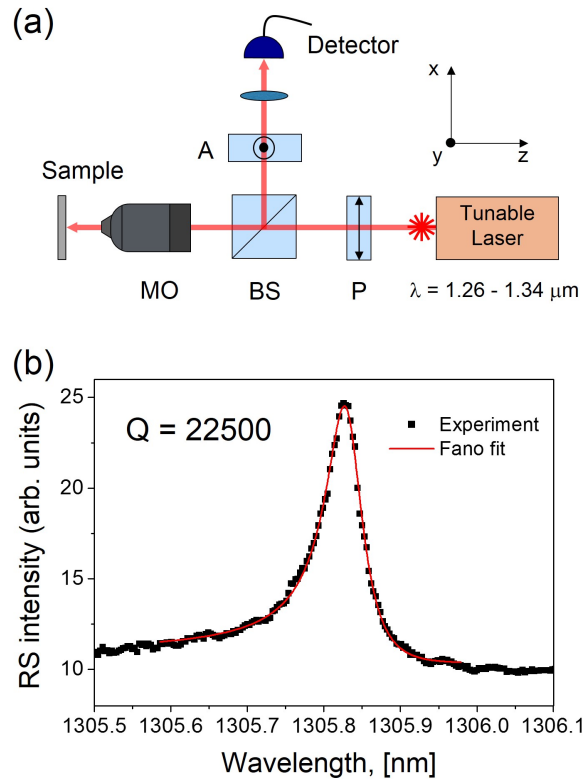 (a)
Detector
A
x
y
z
Sample
Tunable
Laser
MO
BS
P
λ = 1.26 - 1.34 μm
(b)
Q = 22500
Experiment
Fano fit
RS intensity (arb. units)
25
20
15
10
1305.5 1305.6 1305.7 1305.8 1305.9 1306.0 1306.1
Wavelength, [nm]